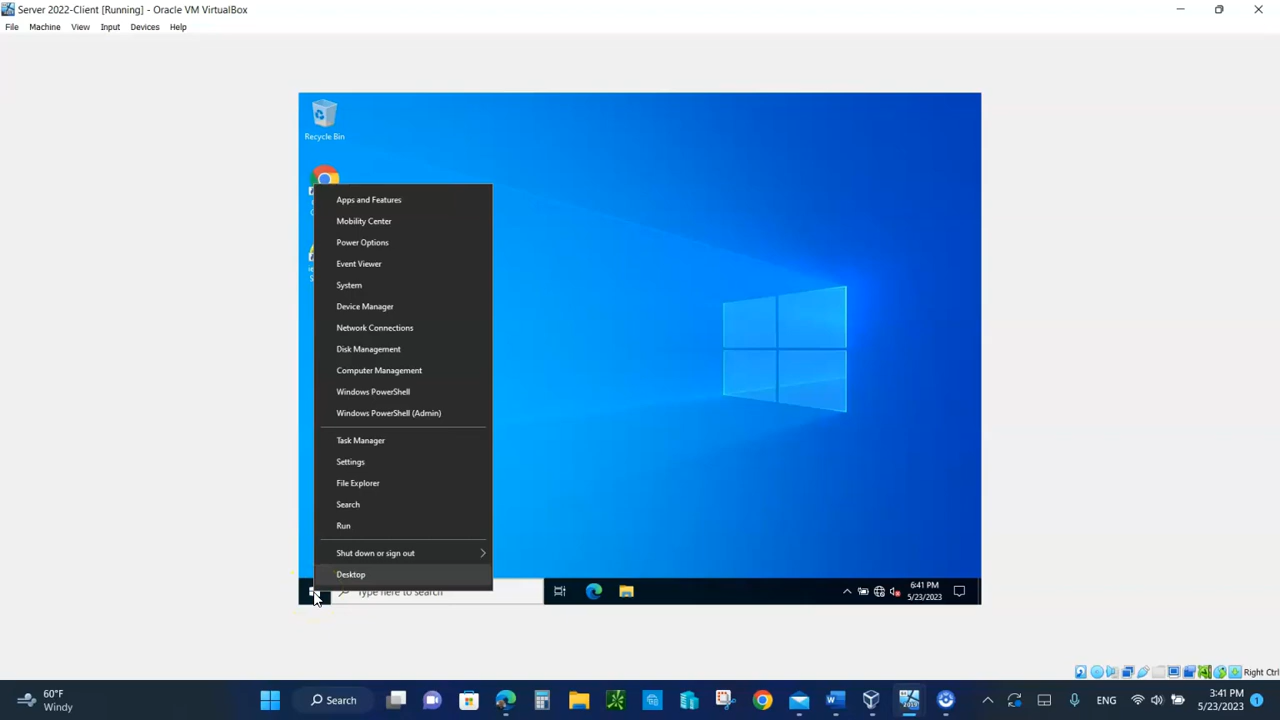 Server 2022-Client [Running] - Oracle VM VirtualBox
File Machine View Input Devices Help
Recycle Bin
Apps and Features
Mobility Center
Power Options
Event Viewer
System
Device Manager
Network Connections
Disk Management
Computer Management
Windows PowerShell
Windows PowerShell (Admin)
Task Manager
Settings
File Explorer
Search
Run
Shut down or sign out
Desktop
Type here to search
6:41 PM
5/23/2023
Right Ctrl
60°F
Windy
Search
ENG
3:41 PM
5/23/2023
1